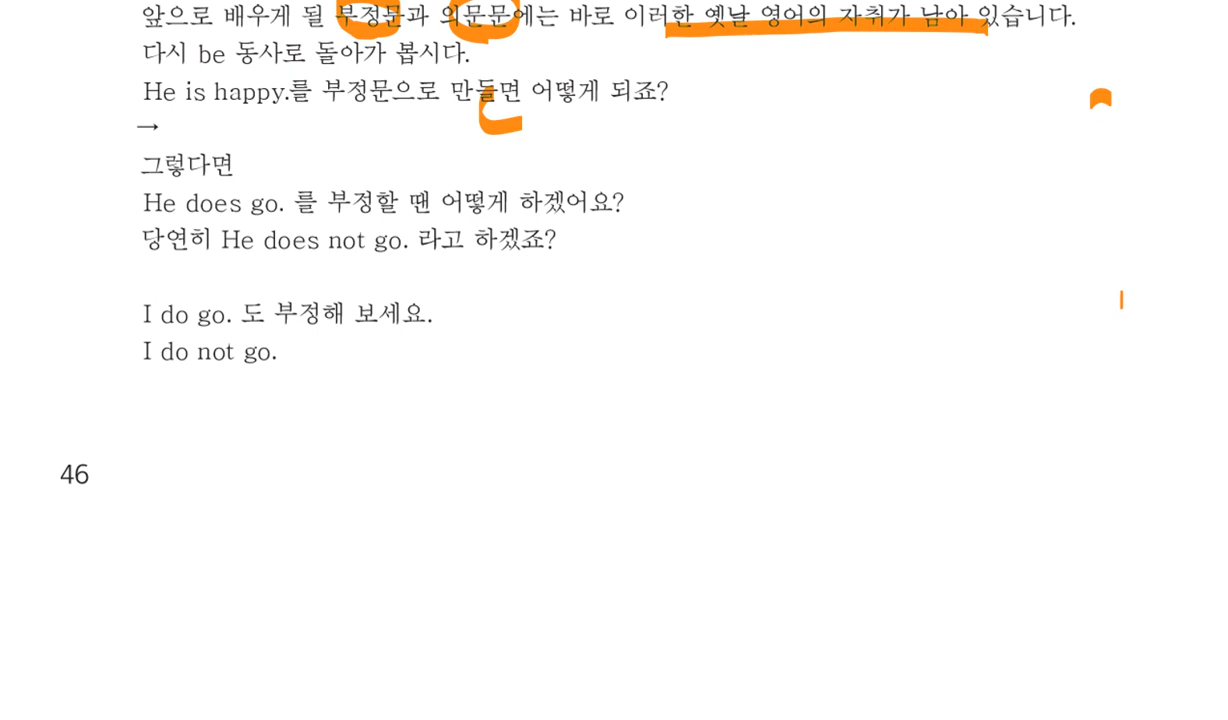 앞으로 배우게 될 부정문과 의문문에는 바로 이러한 옛날 영어의 자취가 남아 있습니다.
다시 be 동사로 돌아가 봅시다.
He is happy.를 부정문으로 만들면 어떻게 되죠?
→
그렇다면
He does go. 를 부정할 땐 어떻게 하겠어요?
당연히 He does not go. 라고 하겠죠?
I do go. 도 부정해 보세요.
I do not go.
46